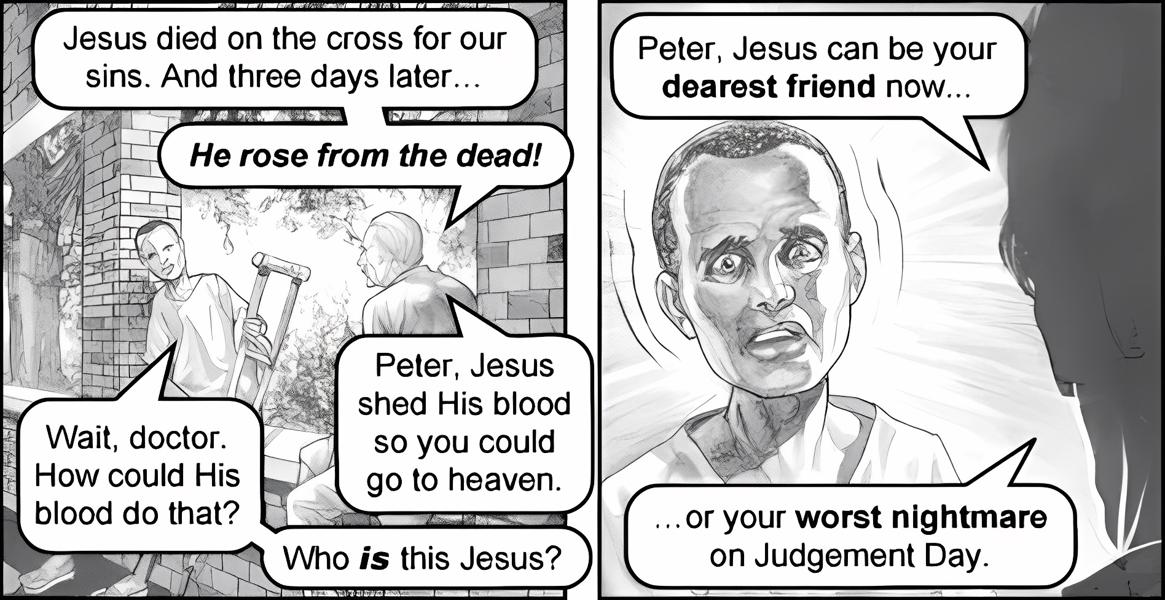 Jesus died on the cross for our
sins. And three days later...
He rose from the dead!
Wait, doctor.
How could His
blood do that?
Who is this Jesus?
Peter, Jesus
shed His blood
so you could
go to heaven.
Peter, Jesus can be your
dearest friend now...
...or your worst nightmare
on Judgement Day.